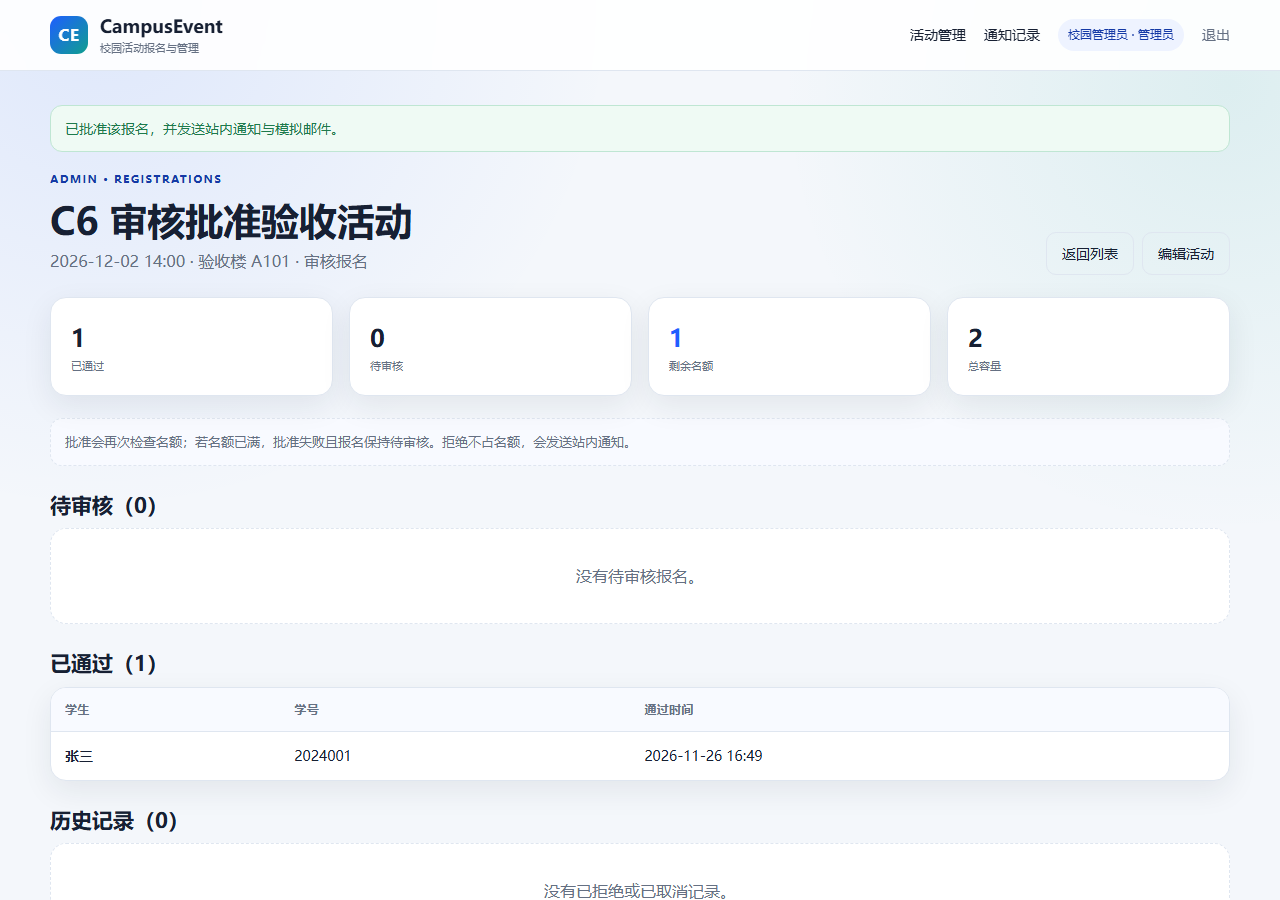 CE
CampusEvent
校园活动报名与管理
活动管理 通知记录 校园管理员 · 管理员 退出
已批准该报名，并发送站内通知与模拟邮件。
ADMIN • REGISTRATIONS
C6 审核批准验收活动
2026-12-02 14:00 · 验收楼 A101 · 审核报名
返回列表 编辑活动
1 0 1 2
已通过 待审核 剩余名额 总容量
批准会再次检查名额；若名额已满，批准失败且报名保持待审核。拒绝不占名额，会发送站内通知。
待审核（0）
没有待审核报名。
已通过（1）
学生 学号 通过时间
张三 2024001 2026-11-26 16:49
历史记录（0）
没有已拒绝或已取消记录。